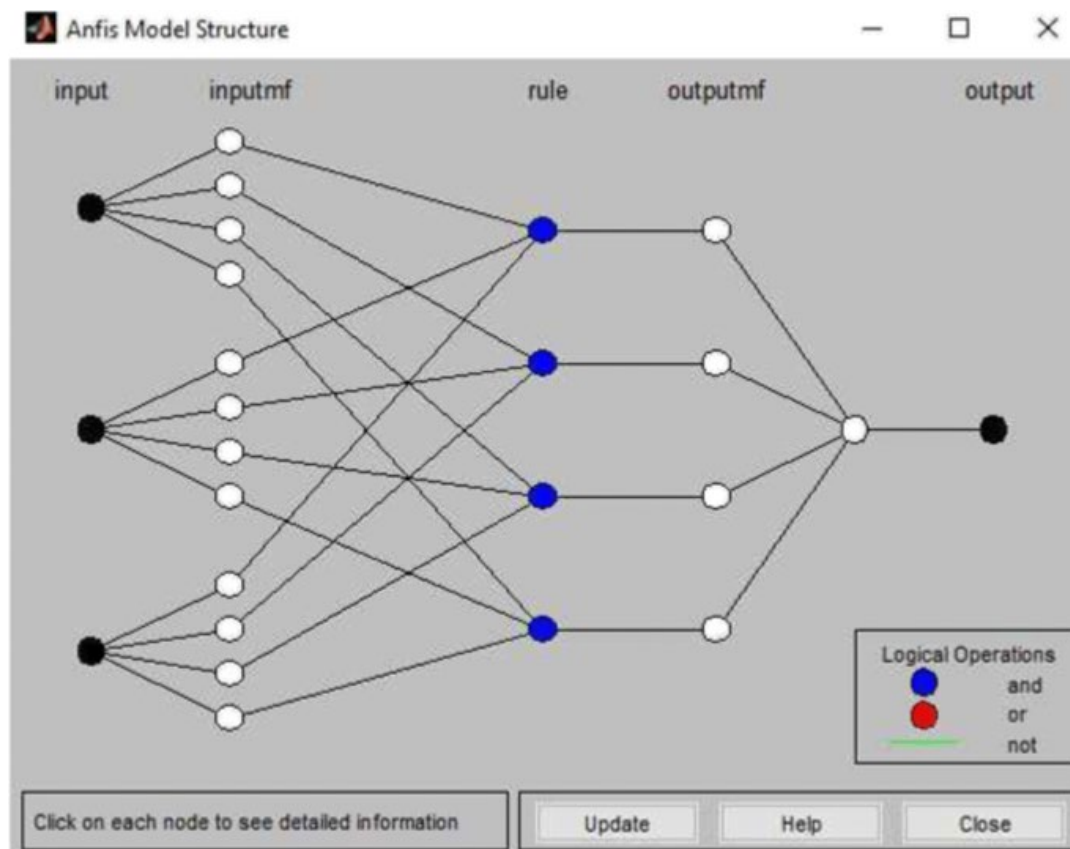 Anfis Model Structure
input inputmf rule outputmf output
Logical Operations
and
or
not
Click on each node to see detailed information
Update Help Close